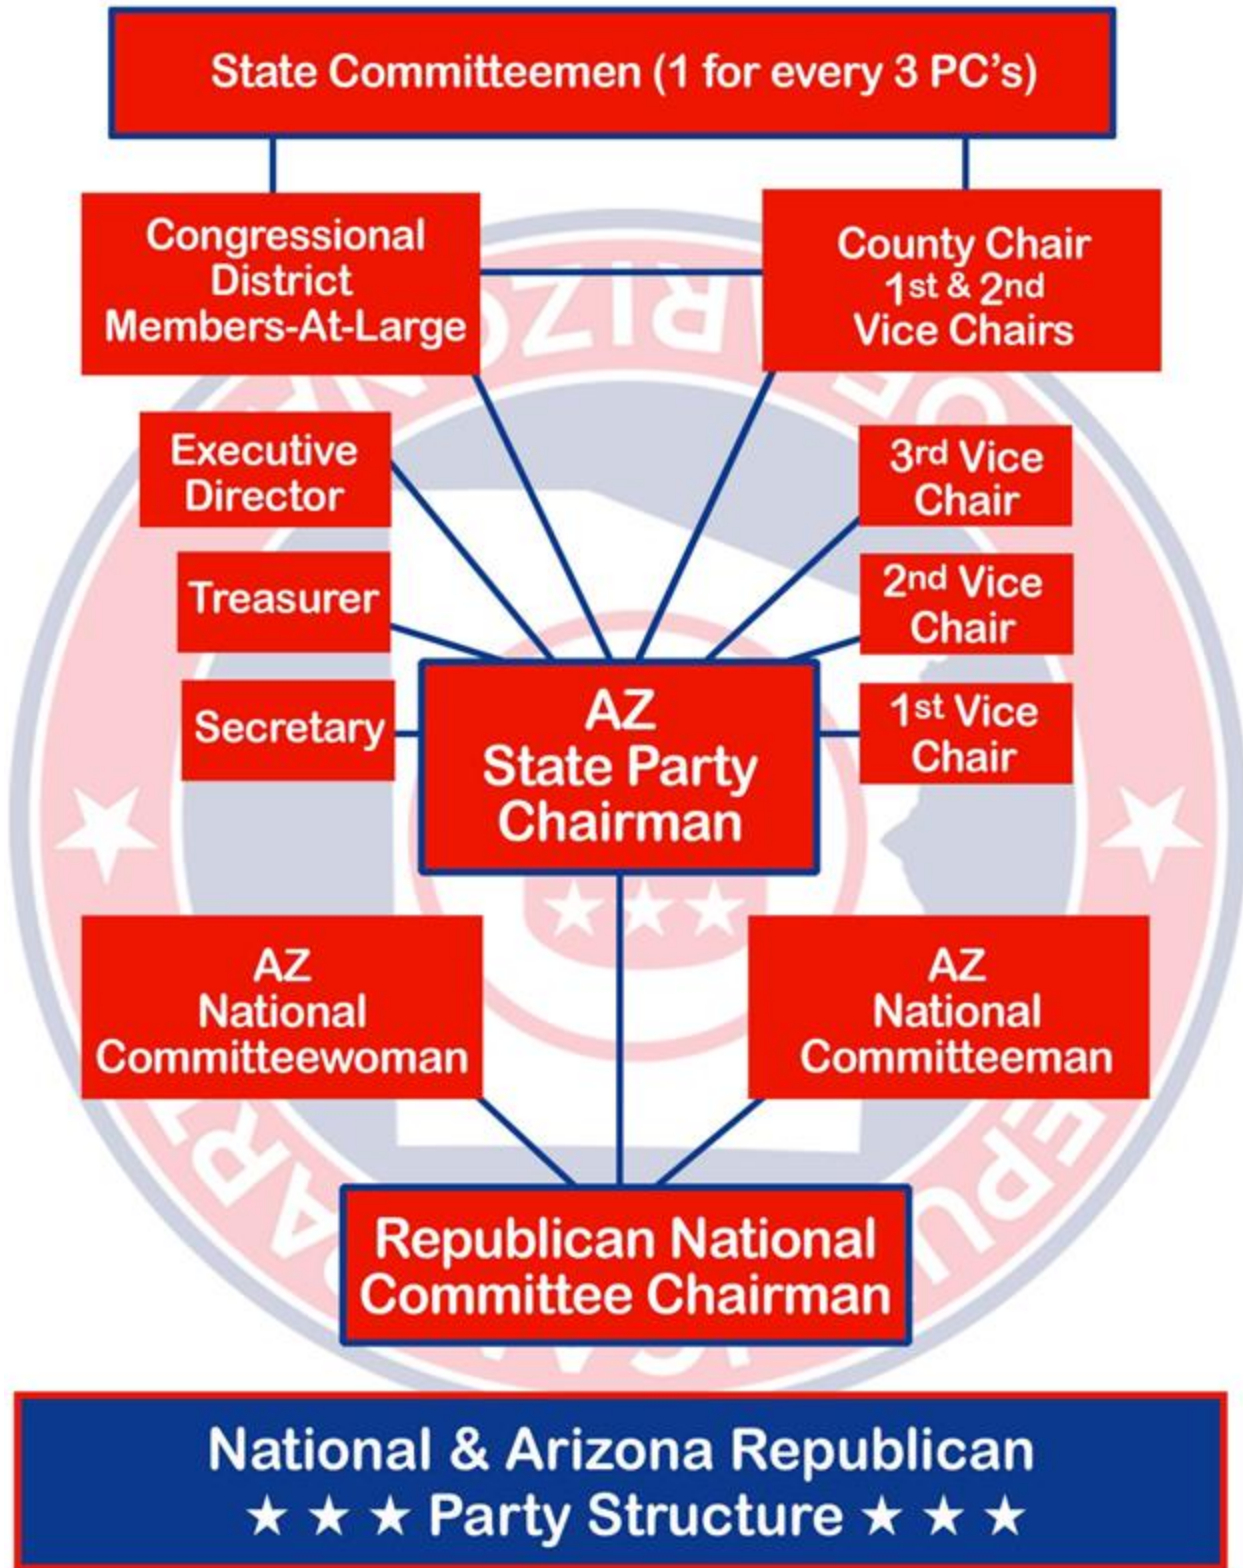 State Committeemen (1 for every 3 PC's)
Congressional
District
Members-At-Large
County Chair
1st & 2nd
Vice Chairs
Executive
Director
3rd Vice
Chair
Treasurer
2nd Vice
Chair
Secretary
1st Vice
Chair
AZ
State Party
Chairman
AZ
National
Committeewoman
AZ
National
Committeeman
Republican National
Committee Chairman
National & Arizona Republican
★ ★ ★ Party Structure ★ ★ ★